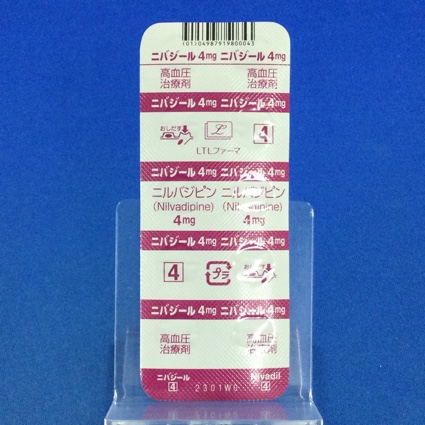 (01)04987919800043
ニバジール 4mg ニバジール 4mg
高血圧 高血圧
治療剤 治療剤
ニバジール 4mg ニバジール 4mg
おしだす
L 4
LTLファーマ
ニバジール 4mg ニバジール 4mg
ニルバジピン ニルバジピン
(Nilvadipine) (Nilvadipine)
4mg 4mg
ニバジール 4mg ニバジール 4mg
4 プラ おしだす
ニバジール 4mg ニバジール 4mg
高血圧 高血圧
治療剤 治療剤
ニバジール Nivadil
4 2301W0 4